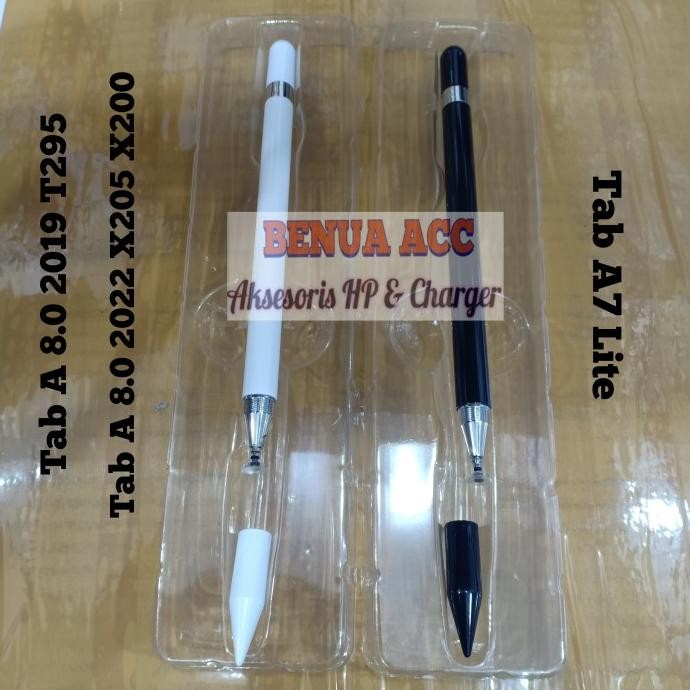 Tab A 8.0 2019 T295
Tab A 8.0 2022 X205 X200
BENUA ACC
Aksesoris HP & Charger
Tab A7 Lite